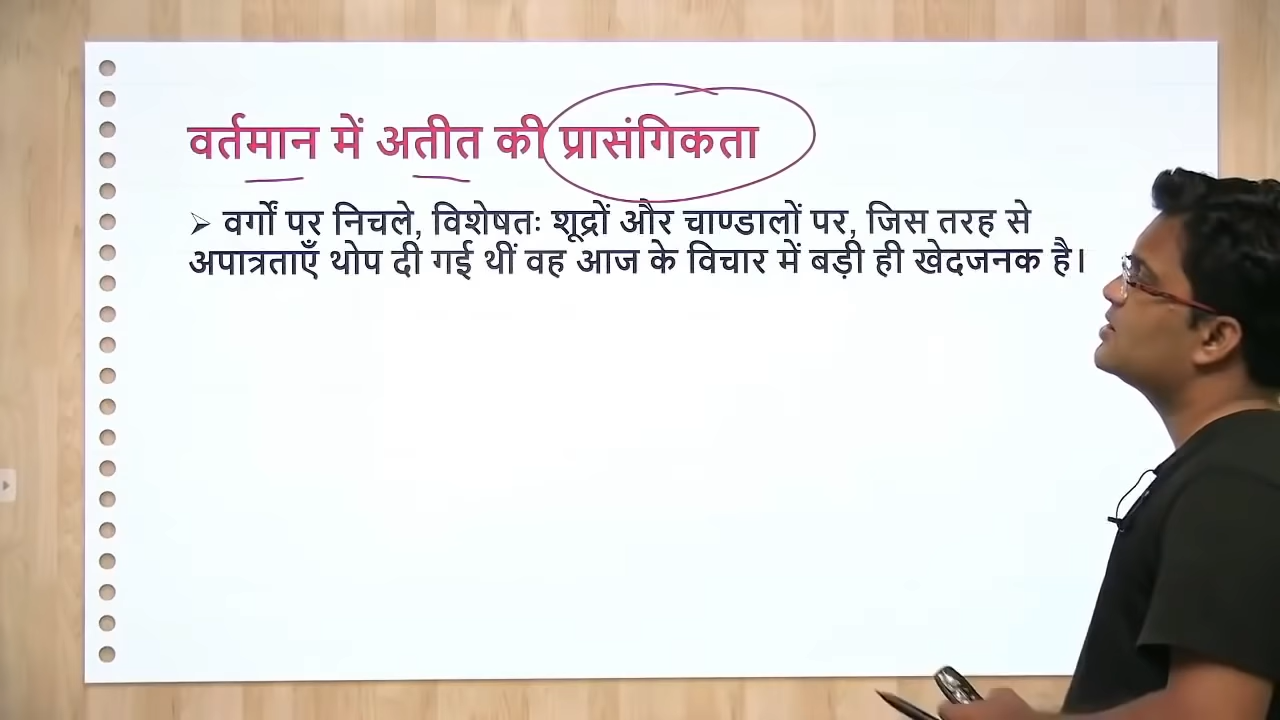 वर्तमान में अतीत की प्रासंगिकता
➢ वर्गों पर निचले, विशेषतः शूद्रों और चाण्डालों पर, जिस तरह से
अपात्रताएँ थोप दी गई थीं वह आज के विचार में बड़ी ही खेदजनक है।